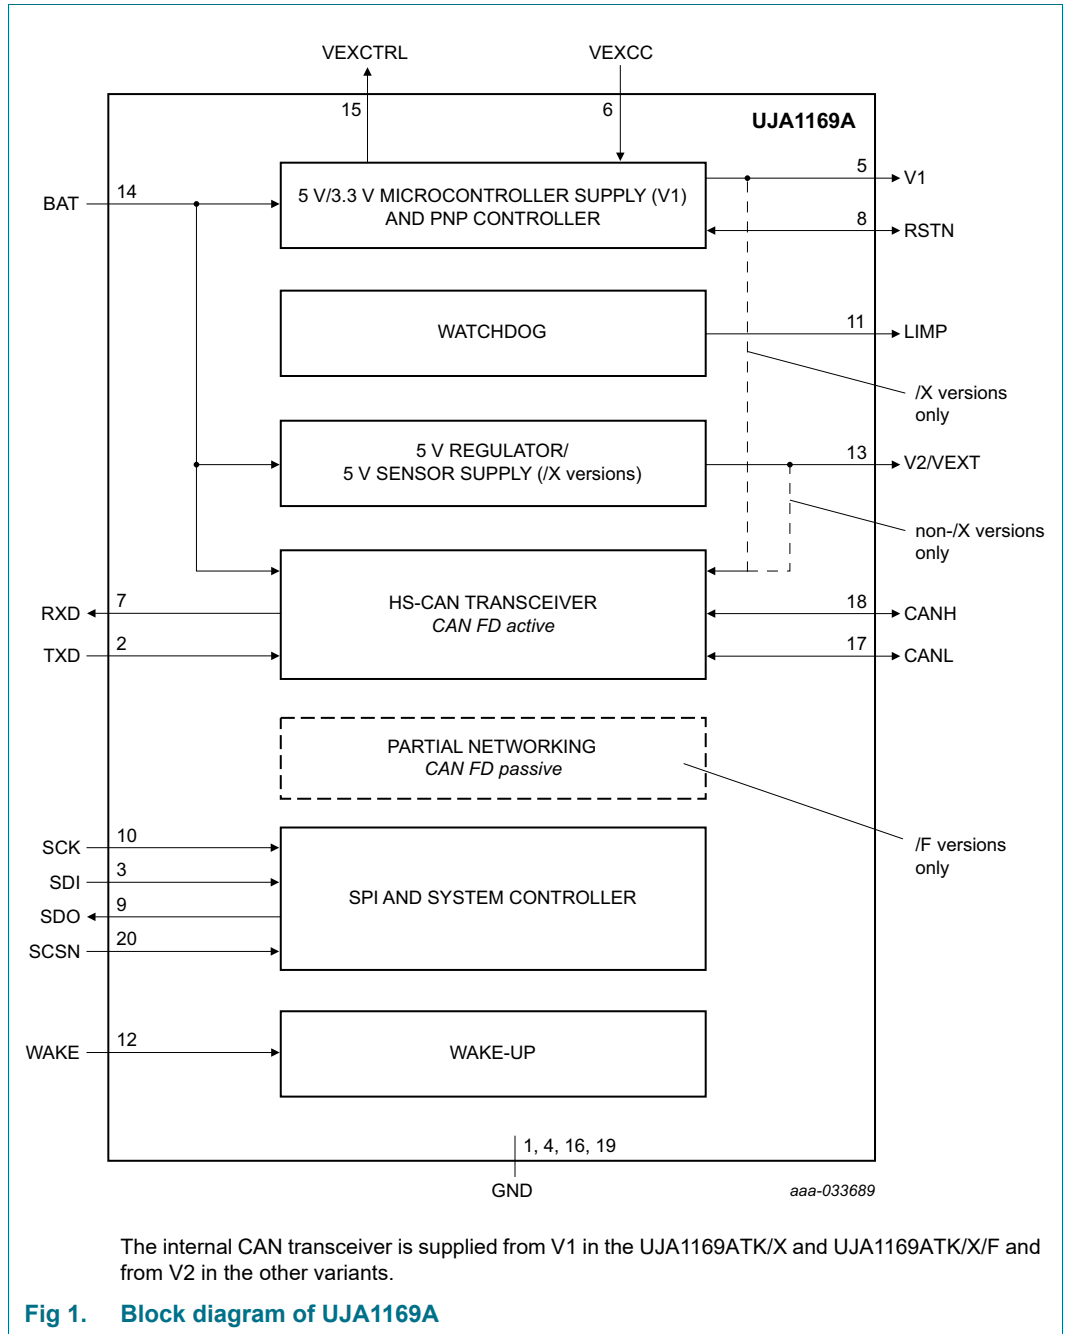 VEXCTRL
VEXCC
15
6
UJA1169A
BAT
14
5 V/3.3 V MICROCONTROLLER SUPPLY (V1)
AND PNP CONTROLLER
5
V1
8
RSTN
WATCHDOG
11
LIMP
/X versions
only
5 V REGULATOR/
5 V SENSOR SUPPLY (/X versions)
13
V2/VEXT
non-/X versions
only
RXD
7
TXD
2
HS-CAN TRANSCEIVER
CAN FD active
18
CANH
17
CANL
PARTIAL NETWORKING
CAN FD passive
/F versions
only
SCK
10
SDI
3
SDO
9
SCSN
20
SPI AND SYSTEM CONTROLLER
WAKE
12
WAKE-UP
1, 4, 16, 19
GND
aaa-033689
The internal CAN transceiver is supplied from V1 in the UJA1169ATK/X and UJA1169ATK/X/F and
from V2 in the other variants.
Fig 1. Block diagram of UJA1169A